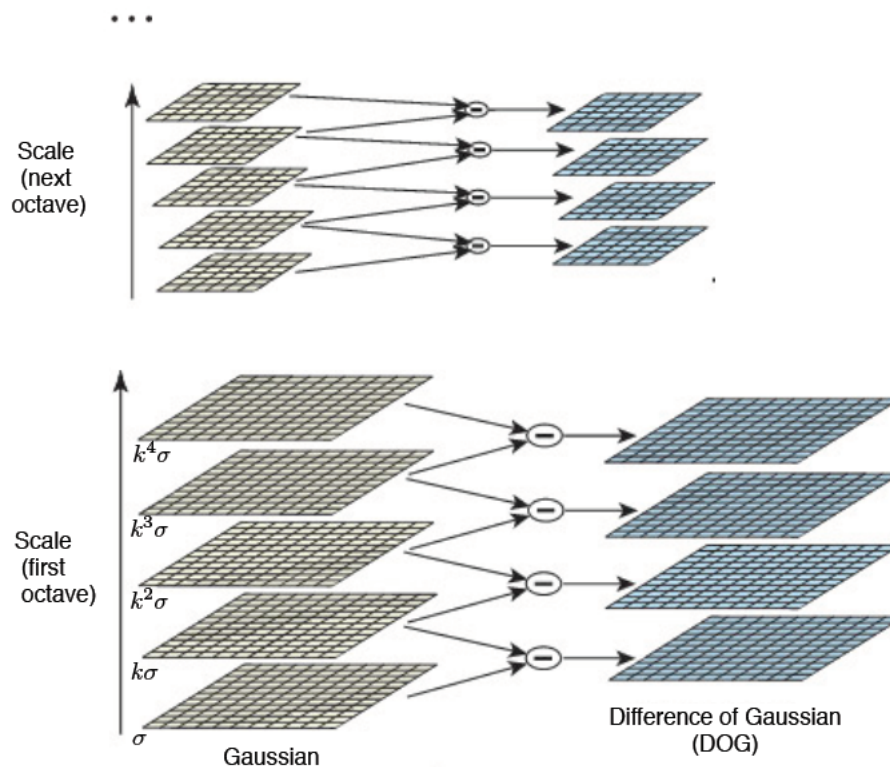 ...
Scale
(next
octave)
Scale
(first
octave)
k⁴σ
k³σ
k²σ
kσ
σ
Gaussian
Difference of Gaussian
(DOG)